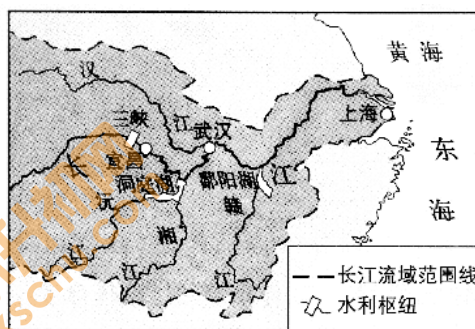 黄海
汉
江
三峡
武汉
上海
宜昌
长
江
东
海
洞庭湖
鄱阳湖
沅
江
湘
江
赣
江
长江流域范围线
水利枢纽